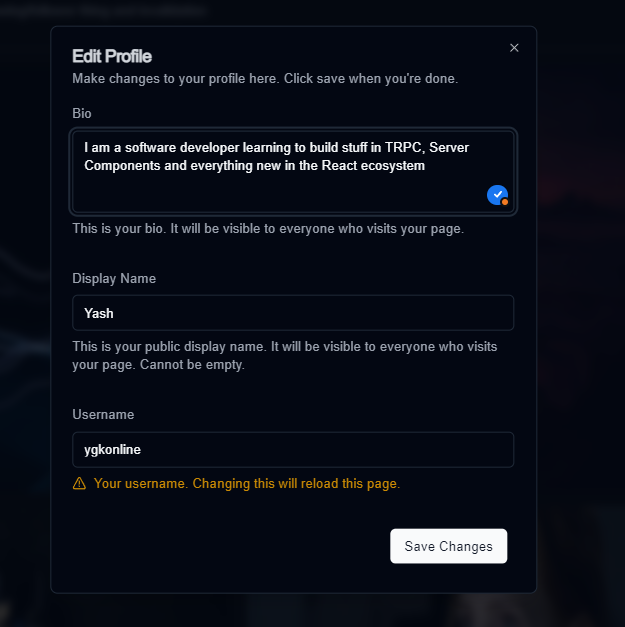 Edit Profile
Make changes to your profile here. Click save when you're done.
Bio
I am a software developer learning to build stuff in TRPC, Server
Components and everything new in the React ecosystem
This is your bio. It will be visible to everyone who visits your page.
Display Name
Yash
This is your public display name. It will be visible to everyone who visits
your page. Cannot be empty.
Username
ygkonline
Your username. Changing this will reload this page.
Save Changes